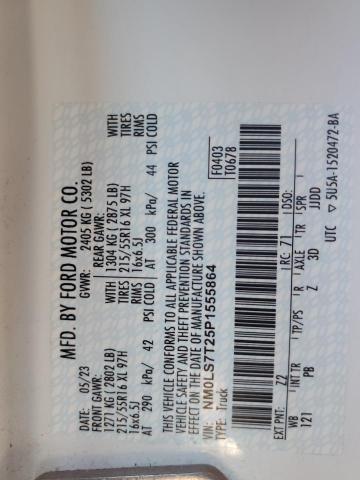 MFD. BY FORD MOTOR CO.
05/23 GVWR: 2405 KG ( 5302 LB)
FRONT GAWR: REAR GAWR:
1271 KG ( 2802 LB) 1304 KG ( 2875 LB) WITH
215/55R16 XL 97H 215/55R16 XL 97H TIRES
16x6.5J 16x6.5J RIMS
AT 290 kPa/ 42 PSI COLD AT 300 kPa/ 44 PSI COLD
WITH
TIRES
RIMS
THIS VEHICLE CONFORMS TO ALL APPLICABLE FEDERAL MOTOR
VEHICLE SAFETY AND THEFT PREVENTION STANDARDS IN
EFFECT ON THE DATE OF MANUFACTURE SHOWN ABOVE.
VIN: NM0LS7T25P1555864
TYPE: Truck
F0403
T0678
EXT PNT: Z2 RC: 71 DSO:
WB INT TR TP/PS R AXLE TR SPR
121 PB Z 3D JJDD
UTC ▽ 5U5A-1520472-BA